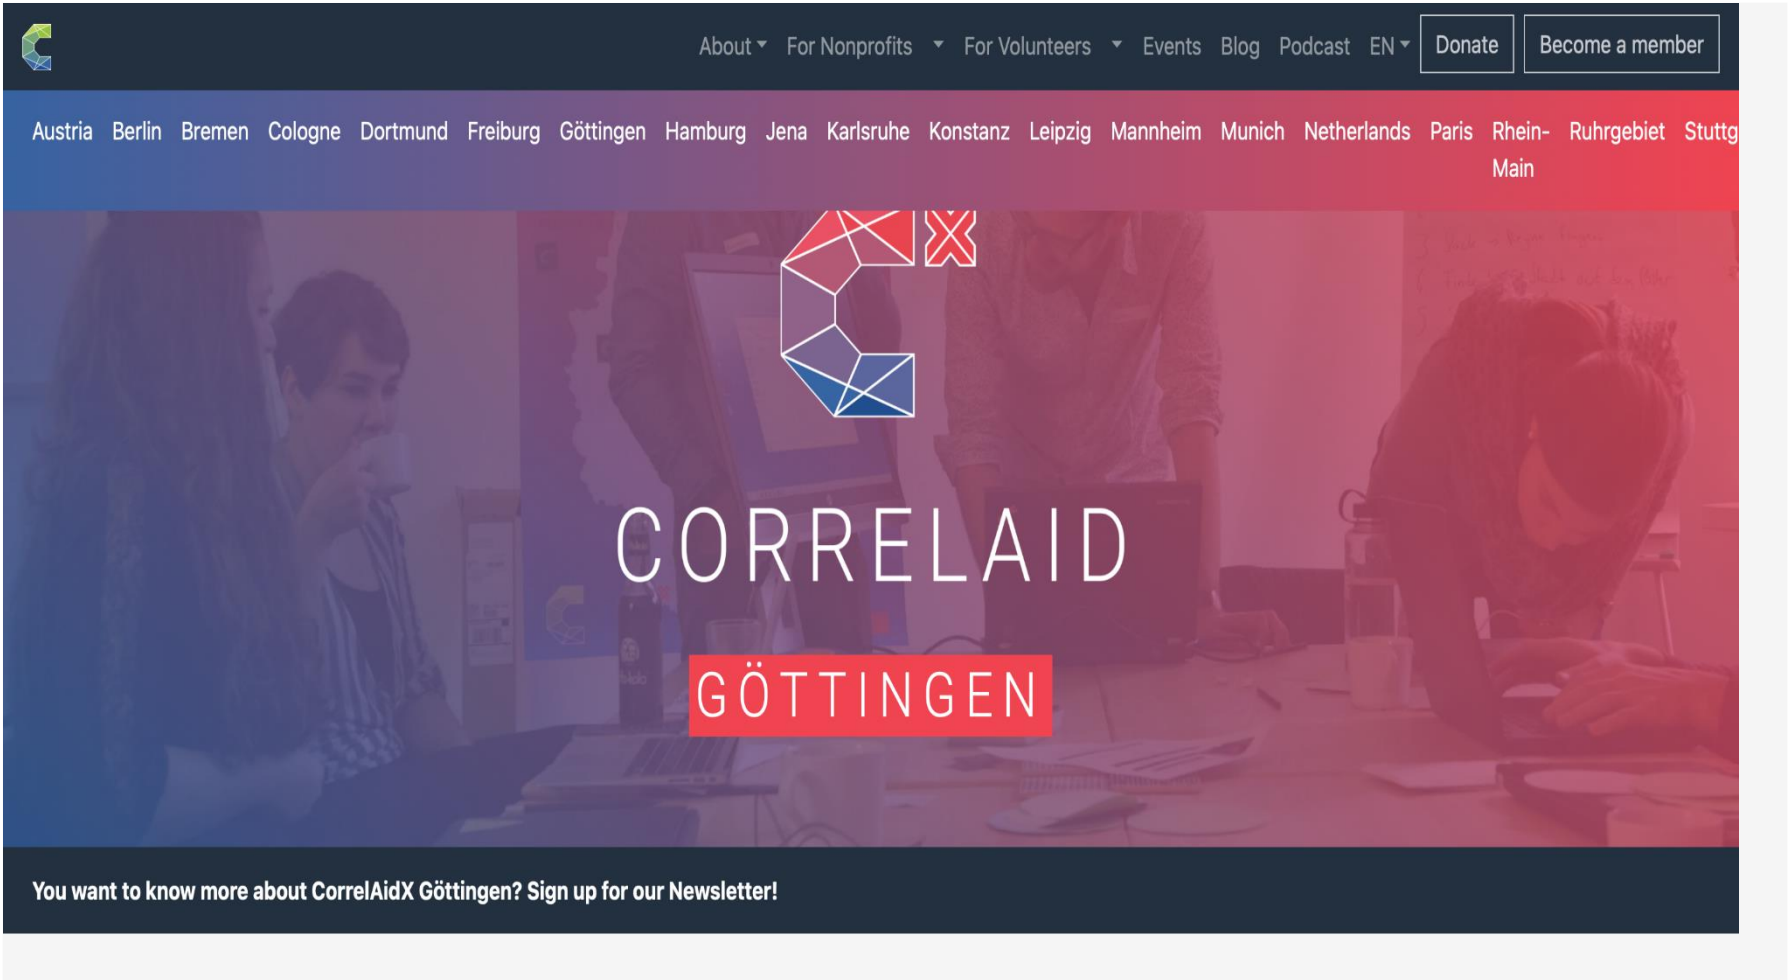 About For Nonprofits For Volunteers Events Blog Podcast EN Donate Become a member
Austria Berlin Bremen Cologne Dortmund Freiburg Göttingen Hamburg Jena Karlsruhe Konstanz Leipzig Mannheim Munich Netherlands Paris Rhein-
Main Ruhrgebiet Stuttg
CORRELAID
GÖTTINGEN
You want to know more about CorrelAidX Göttingen? Sign up for our Newsletter!